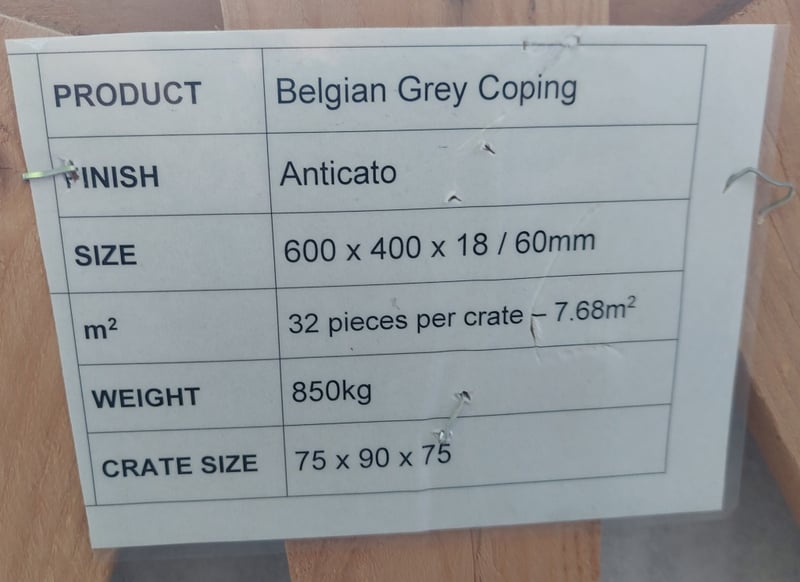 PRODUCT Belgian Grey Coping
FINISH Anticato
SIZE 600 x 400 x 18 / 60mm
m² 32 pieces per crate – 7.68m²
WEIGHT 850kg
CRATE SIZE 75 x 90 x 75